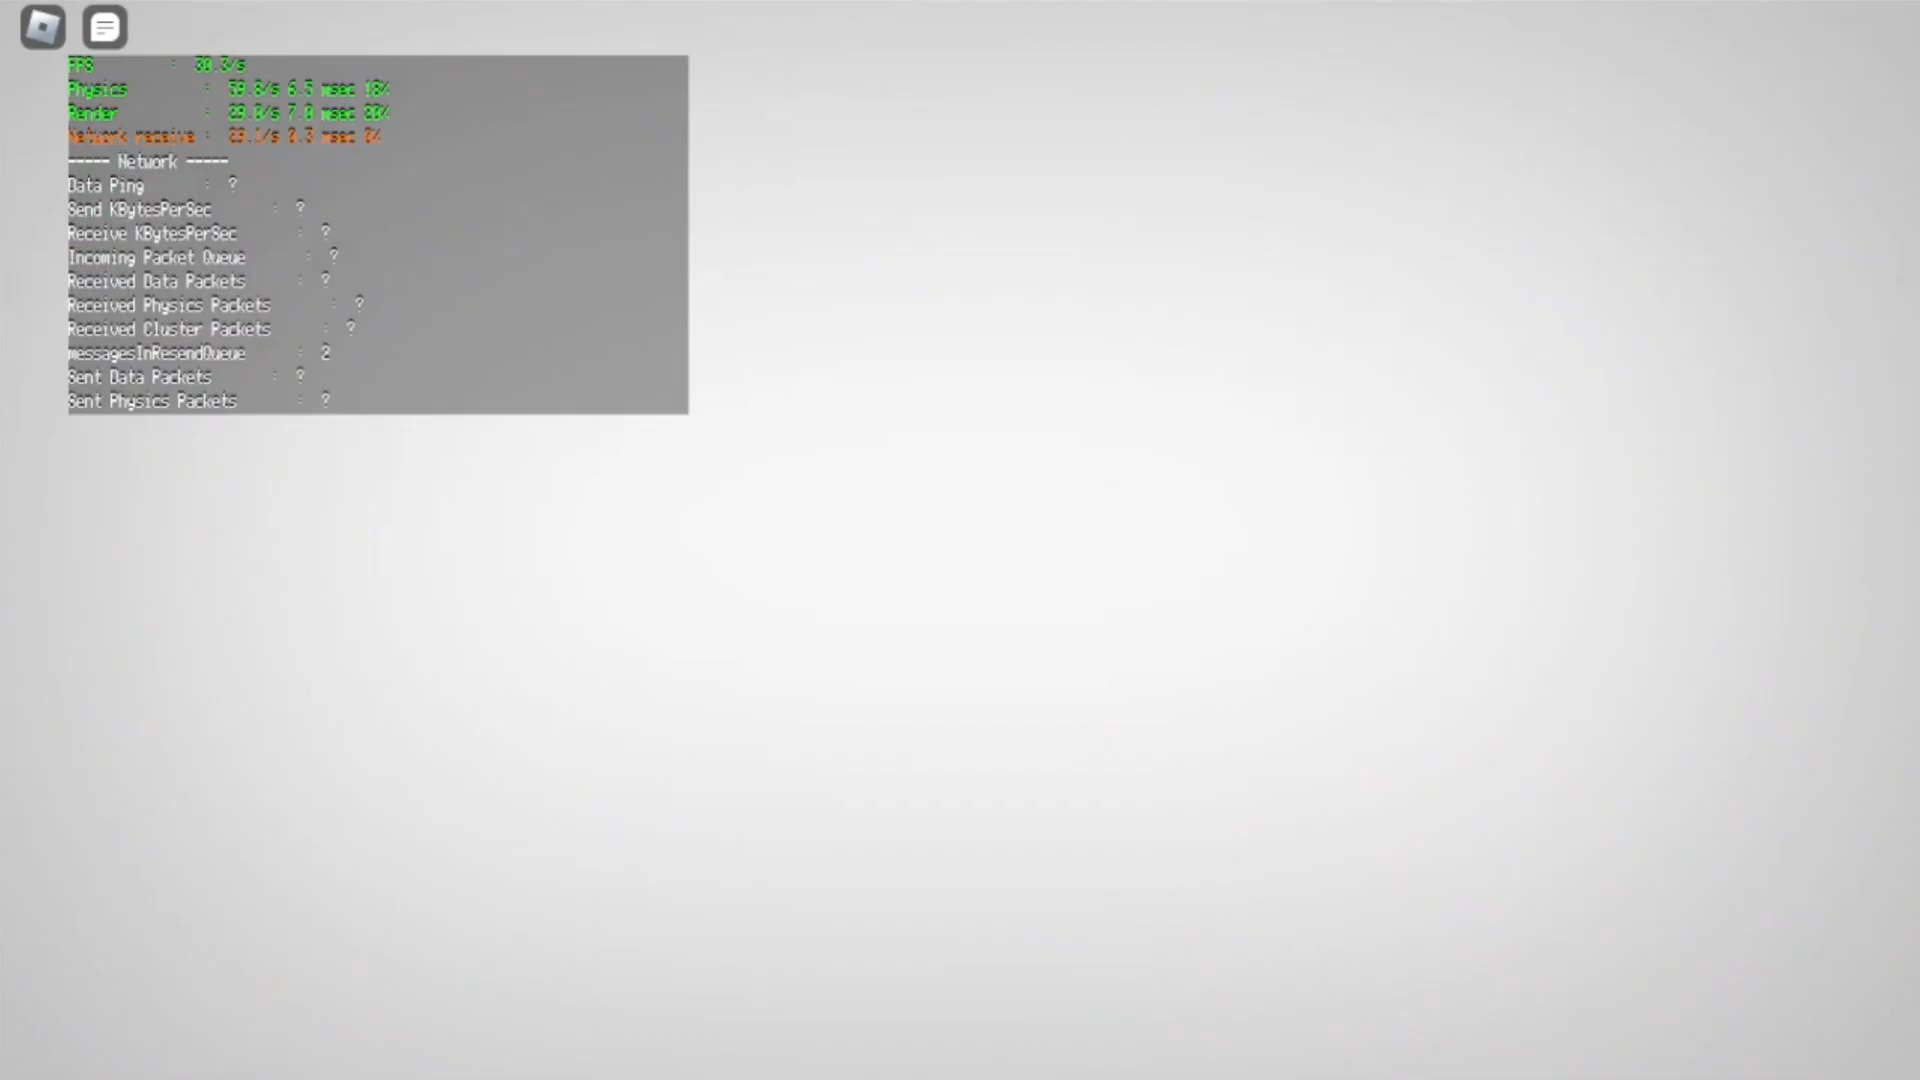 FPS : 30.3/s
Physics : 59.8/s 6.5 msec 18%
Render : 29.0/s 7.0 msec 20%
Network receive : 29.1/s 0.3 msec 0%
----- Network -----
Data Ping : ?
Send KBytesPerSec : ?
Receive KBytesPerSec : ?
Incoming Packet Queue : ?
Received Data Packets : ?
Received Physics Packets : ?
Received Cluster Packets : ?
messagesInResendQueue : 2
Sent Data Packets : ?
Sent Physics Packets : ?